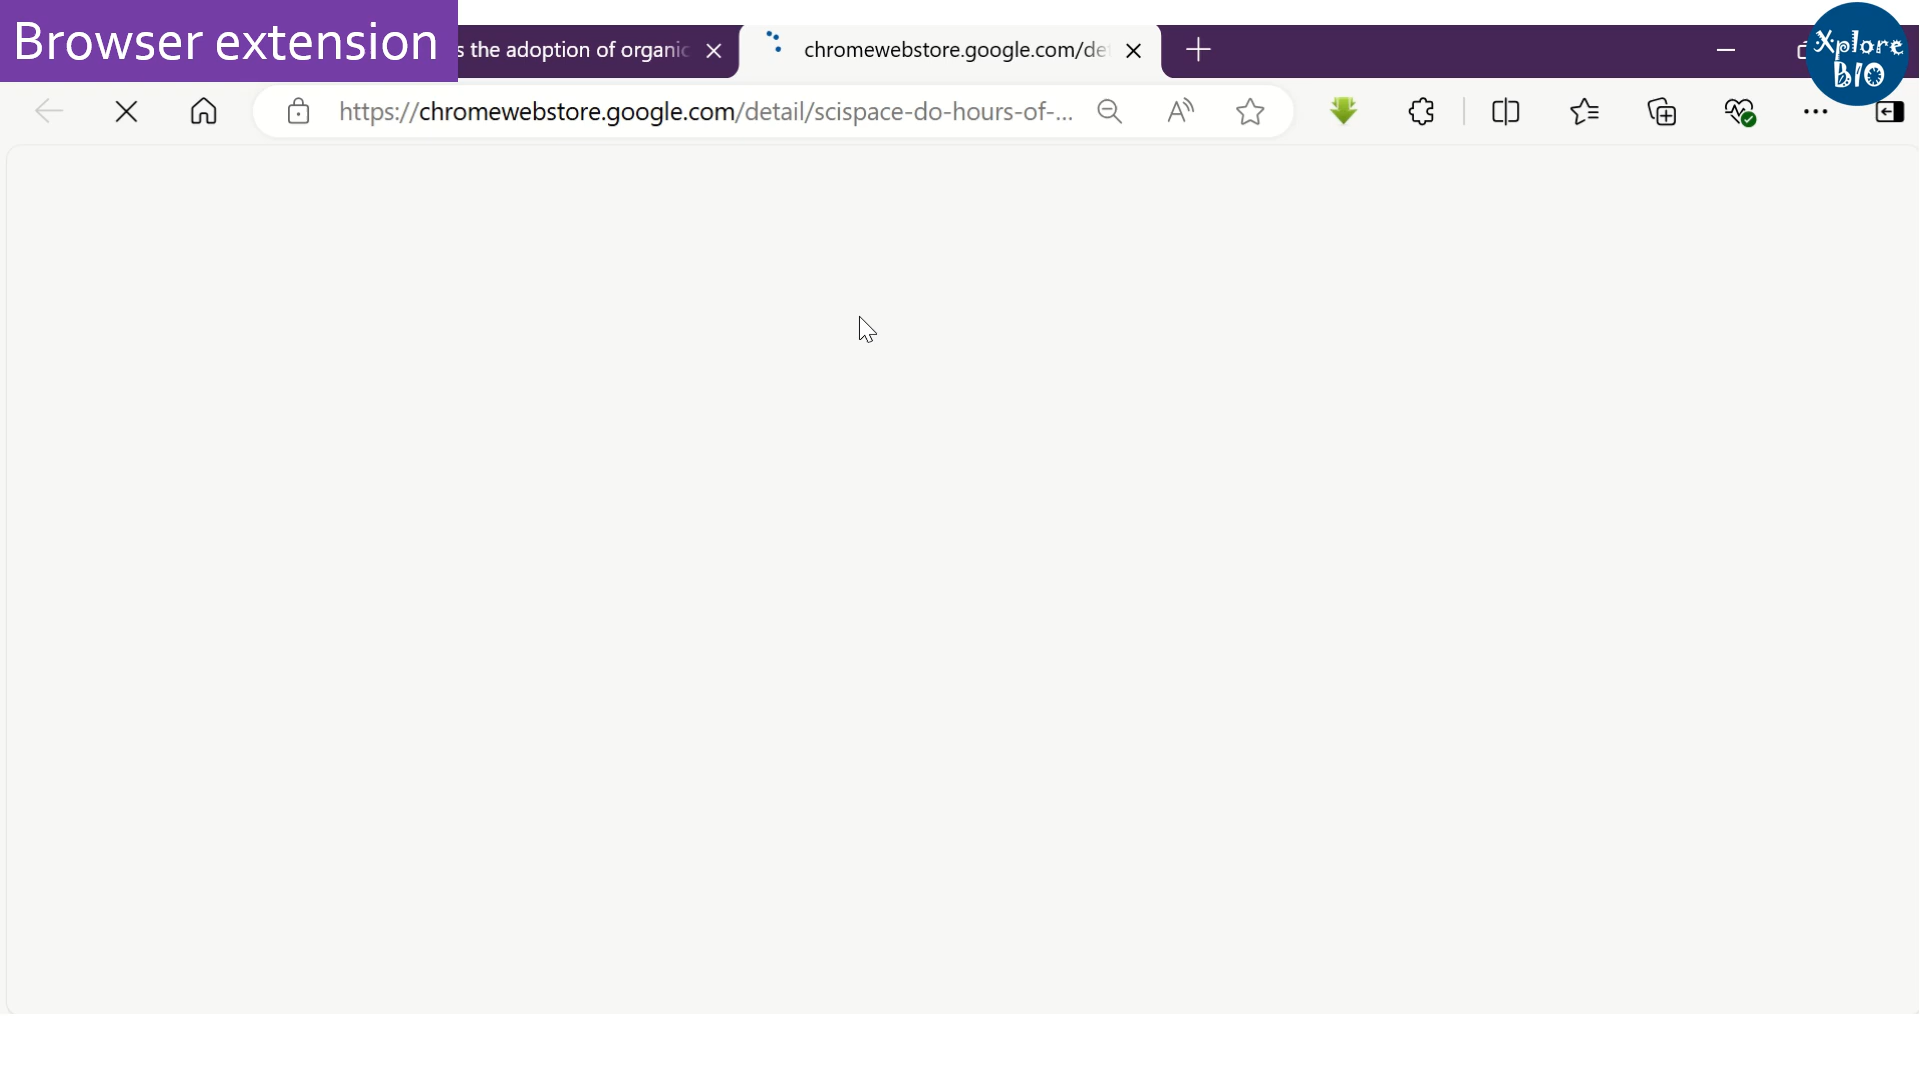 Browser extension
s the adoption of organic
chromewebstore.google.com/det
Xplore
BIO
https://chromewebstore.google.com/detail/scispace-do-hours-of-...